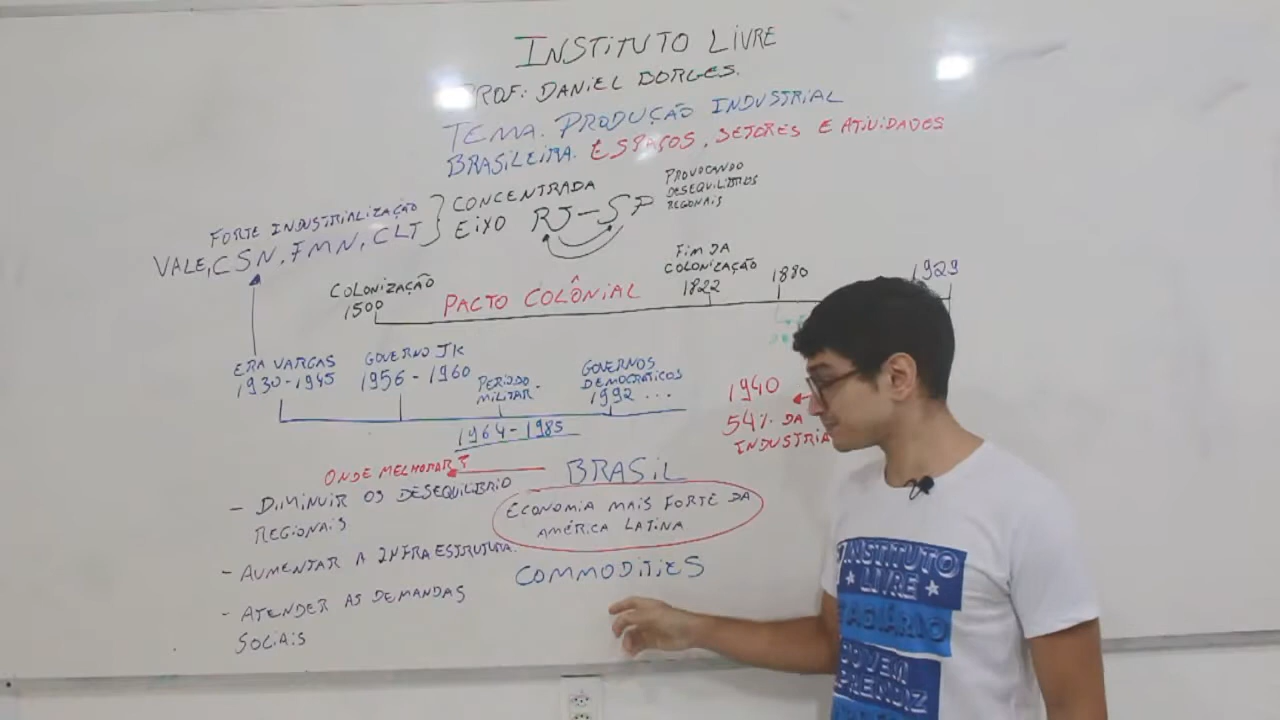 INSTITUTO LIVRE
PROF: DANIEL BORGES.
TEMA. PRODUÇÃO INDUSTRIAL
BRASILEIRA. ESPAÇOS, SETORES E ATIVIDADES
FORTE INDUSTRIALIZAÇÃO
VALE, CSN, FMN, CLT
CONCENTRADA
EIXO RJ-SP
PROVOCANDO
DESEQUILÍBRIOS
REGIONAIS
COLONIZAÇÃO
1500
PACTO COLÔNIAL
FIM DA
COLONIZAÇÃO
1822
1880
1929
ERA VARGAS
1930-1945
GOVERNO JK
1956-1960
PERÍODO
MILITAR
1964-1985
GOVERNOS
DEMOCRÁTICOS
1992 ...
1940
54% DA
INDUSTRIA
ONDE MELHORAR?
- DIMINUIR OS DESEQUILÍBRIO
REGIONAIS
- AUMENTAR A INFRAESTRUTURA.
- ATENDER AS DEMANDAS
SOCIAIS
BRASIL
ECONOMIA MAIS FORTE DA
AMÉRICA LATINA
COMMODITIES
INSTITUTO
LIVRE